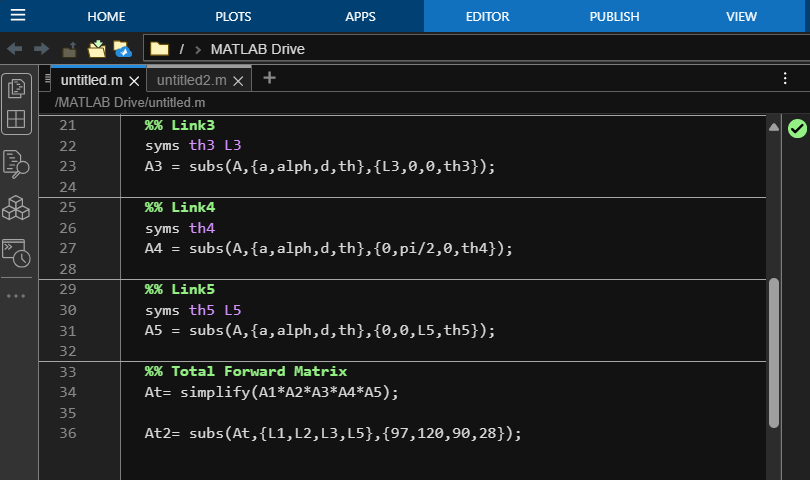 HOME PLOTS APPS EDITOR PUBLISH VIEW
/ › MATLAB Drive
untitled.m × untitled2.m × +
/MATLAB Drive/untitled.m
21 %% Link3
22 syms th3 L3
23 A3 = subs(A,{a,alph,d,th},{L3,0,0,th3});
24
25 %% Link4
26 syms th4
27 A4 = subs(A,{a,alph,d,th},{0,pi/2,0,th4});
28
29 %% Link5
30 syms th5 L5
31 A5 = subs(A,{a,alph,d,th},{0,0,L5,th5});
32
33 %% Total Forward Matrix
34 At= simplify(A1*A2*A3*A4*A5);
35
36 At2= subs(At,{L1,L2,L3,L5},{97,120,90,28});